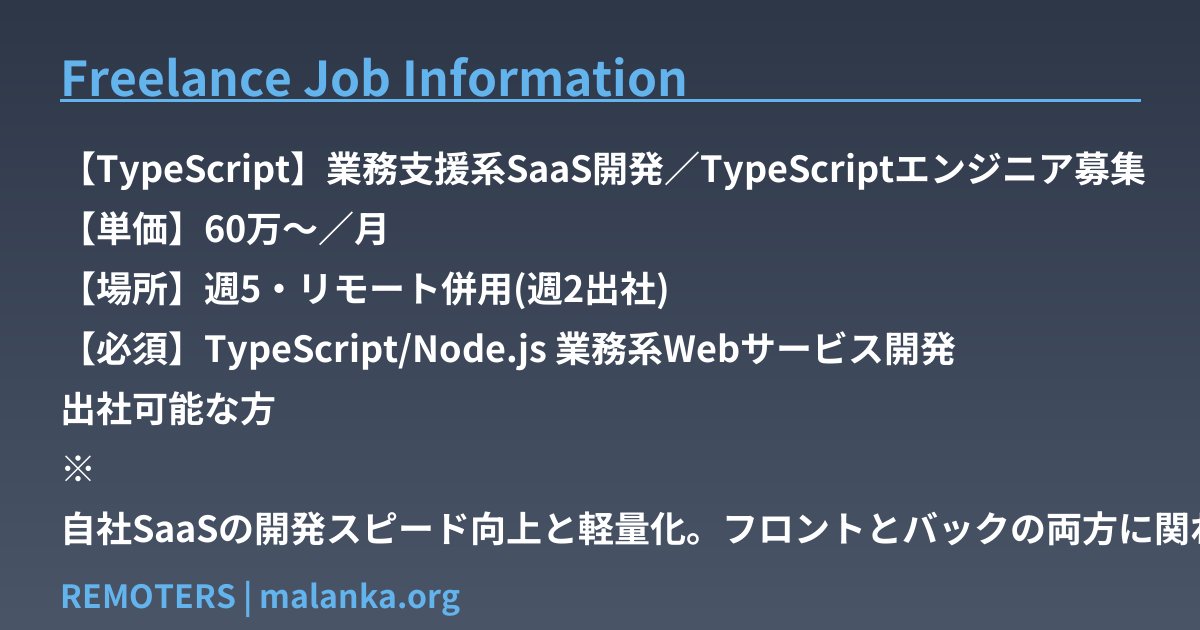 Freelance Job Information
【TypeScript】業務支援系SaaS開発／TypeScriptエンジニア募集
【単価】60万～／月
【場所】週5・リモート併用(週2出社)
【必須】TypeScript/Node.js 業務系Webサービス開発
出社可能な方
※
自社SaaSの開発スピード向上と軽量化。フロントとバックの両方に関
REMOTERS | malanka.org